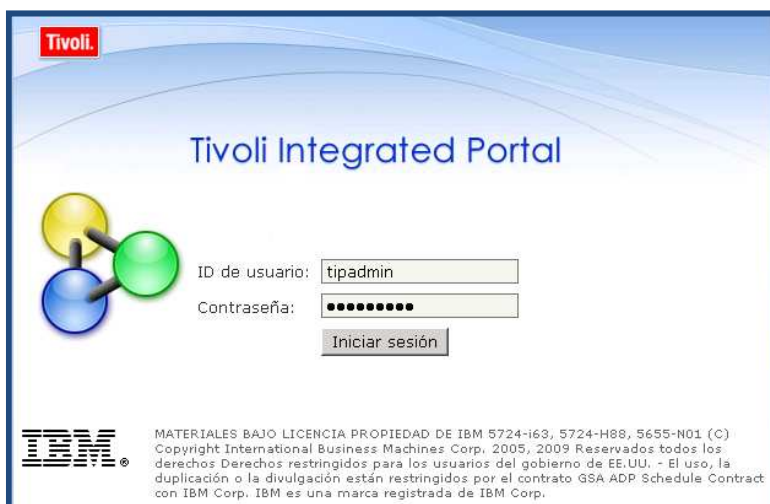 Tivoli.
Tivoli Integrated Portal
ID de usuario: tipadmin
Contraseña: •••••••••
Iniciar sesión
IBM®
MATERIALES BAJO LICENCIA PROPIEDAD DE IBM 5724-i63, 5724-H88, 5655-N01 (C)
Copyright International Business Machines Corp. 2005, 2009 Reservados todos los
derechos Derechos restringidos para los usuarios del gobierno de EE.UU. - El uso, la
duplicación o la divulgación están restringidos por el contrato GSA ADP Schedule Contract
con IBM Corp. IBM es una marca registrada de IBM Corp.